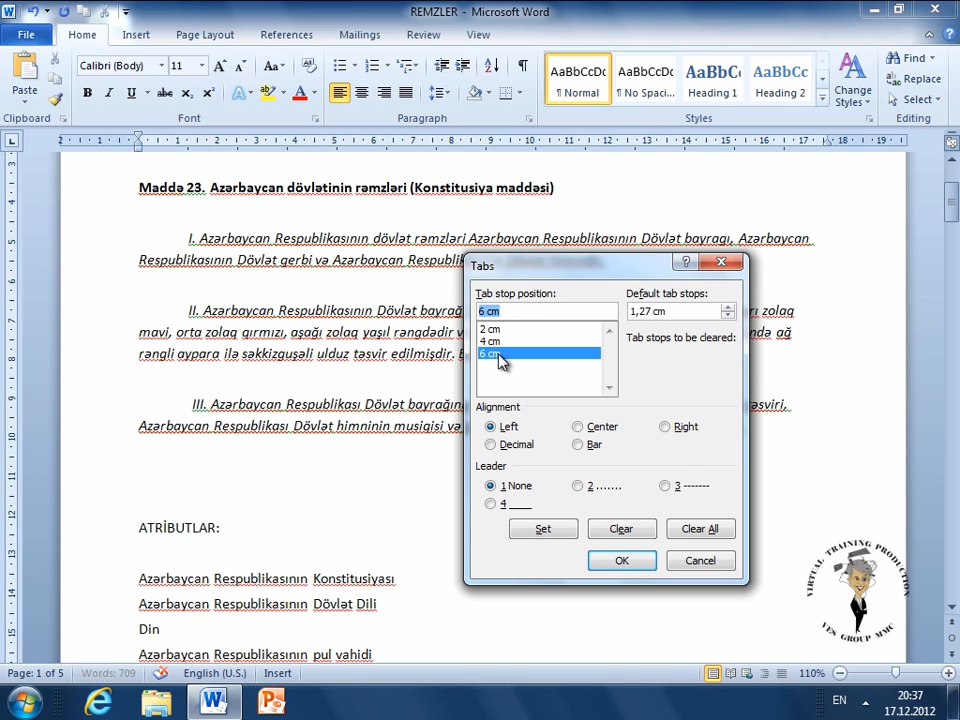 REMZLER - Microsoft Word
File Home Insert Page Layout References Mailings Review View
Paste
Calibri (Body) 11
AaBbCcDc AaBbCcDc AaBbC AaBbCc
¶ Normal ¶ No Spaci... Heading 1 Heading 2
Change Styles
Find
Replace
Select
Clipboard Font Paragraph Styles Editing
Maddə 23. Azərbaycan dövlətinin rəmzləri (Konstitusiya maddəsi)
I. Azərbaycan Respublikasının dövlət rəmzləri Azərbaycan Respublikasının Dövlət bayrağı, Azərbaycan
Respublikasının Dövlət gerbi və Azərbaycan
II. Azərbaycan Respublikasının Dövlət zolaq
mavi, orta zolaq qırmızı, aşağı zolaq yaşıl rəngdədir ağ
rəngli aypara ilə səkkizguşəli ulduz təsvir edilmişdir.
III. Azərbaycan Respublikası Dövlət
Azərbaycan Respublikası Dövlət himninin musiqisi və
ATRİBUTLAR:
Azərbaycan Respublikasının Konstitusiyası
Azərbaycan Respublikasının Dövlət Dili
Din
Azərbaycan Respublikasının pul vahidi
Tabs
Tab stop position: Default tab stops:
6 cm 1,27 cm
2 cm
4 cm
6 cm
Tab stops to be cleared:
Alignment
Left Center Right
Decimal Bar
Leader
1 None 2 ....... 3 -------
4 ____
Set Clear Clear All
OK Cancel
VIRTUAL TRAINING PRODUCTION
YES GROUP MMC
Page: 1 of 5 Words: 709 English (U.S.) Insert 110%
EN 20:37
17.12.2012